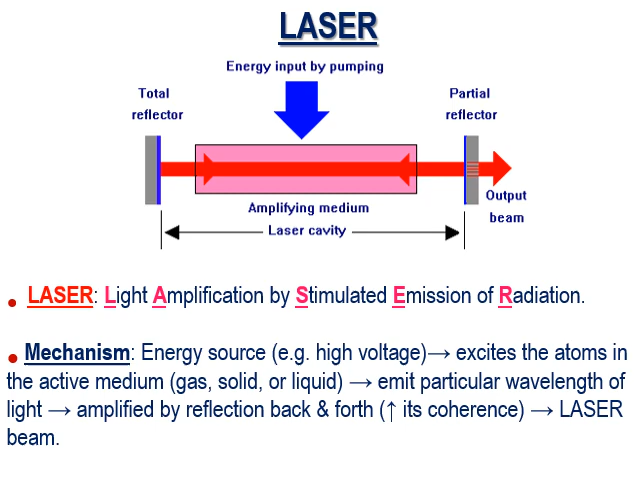 LASER
Energy input by pumping
Total
reflector
Partial
reflector
Output
beam
Amplifying medium
Laser cavity
• LASER: Light Amplification by Stimulated Emission of Radiation.
• Mechanism: Energy source (e.g. high voltage)→ excites the atoms in
the active medium (gas, solid, or liquid) → emit particular wavelength of
light → amplified by reflection back & forth (↑ its coherence) → LASER
beam.